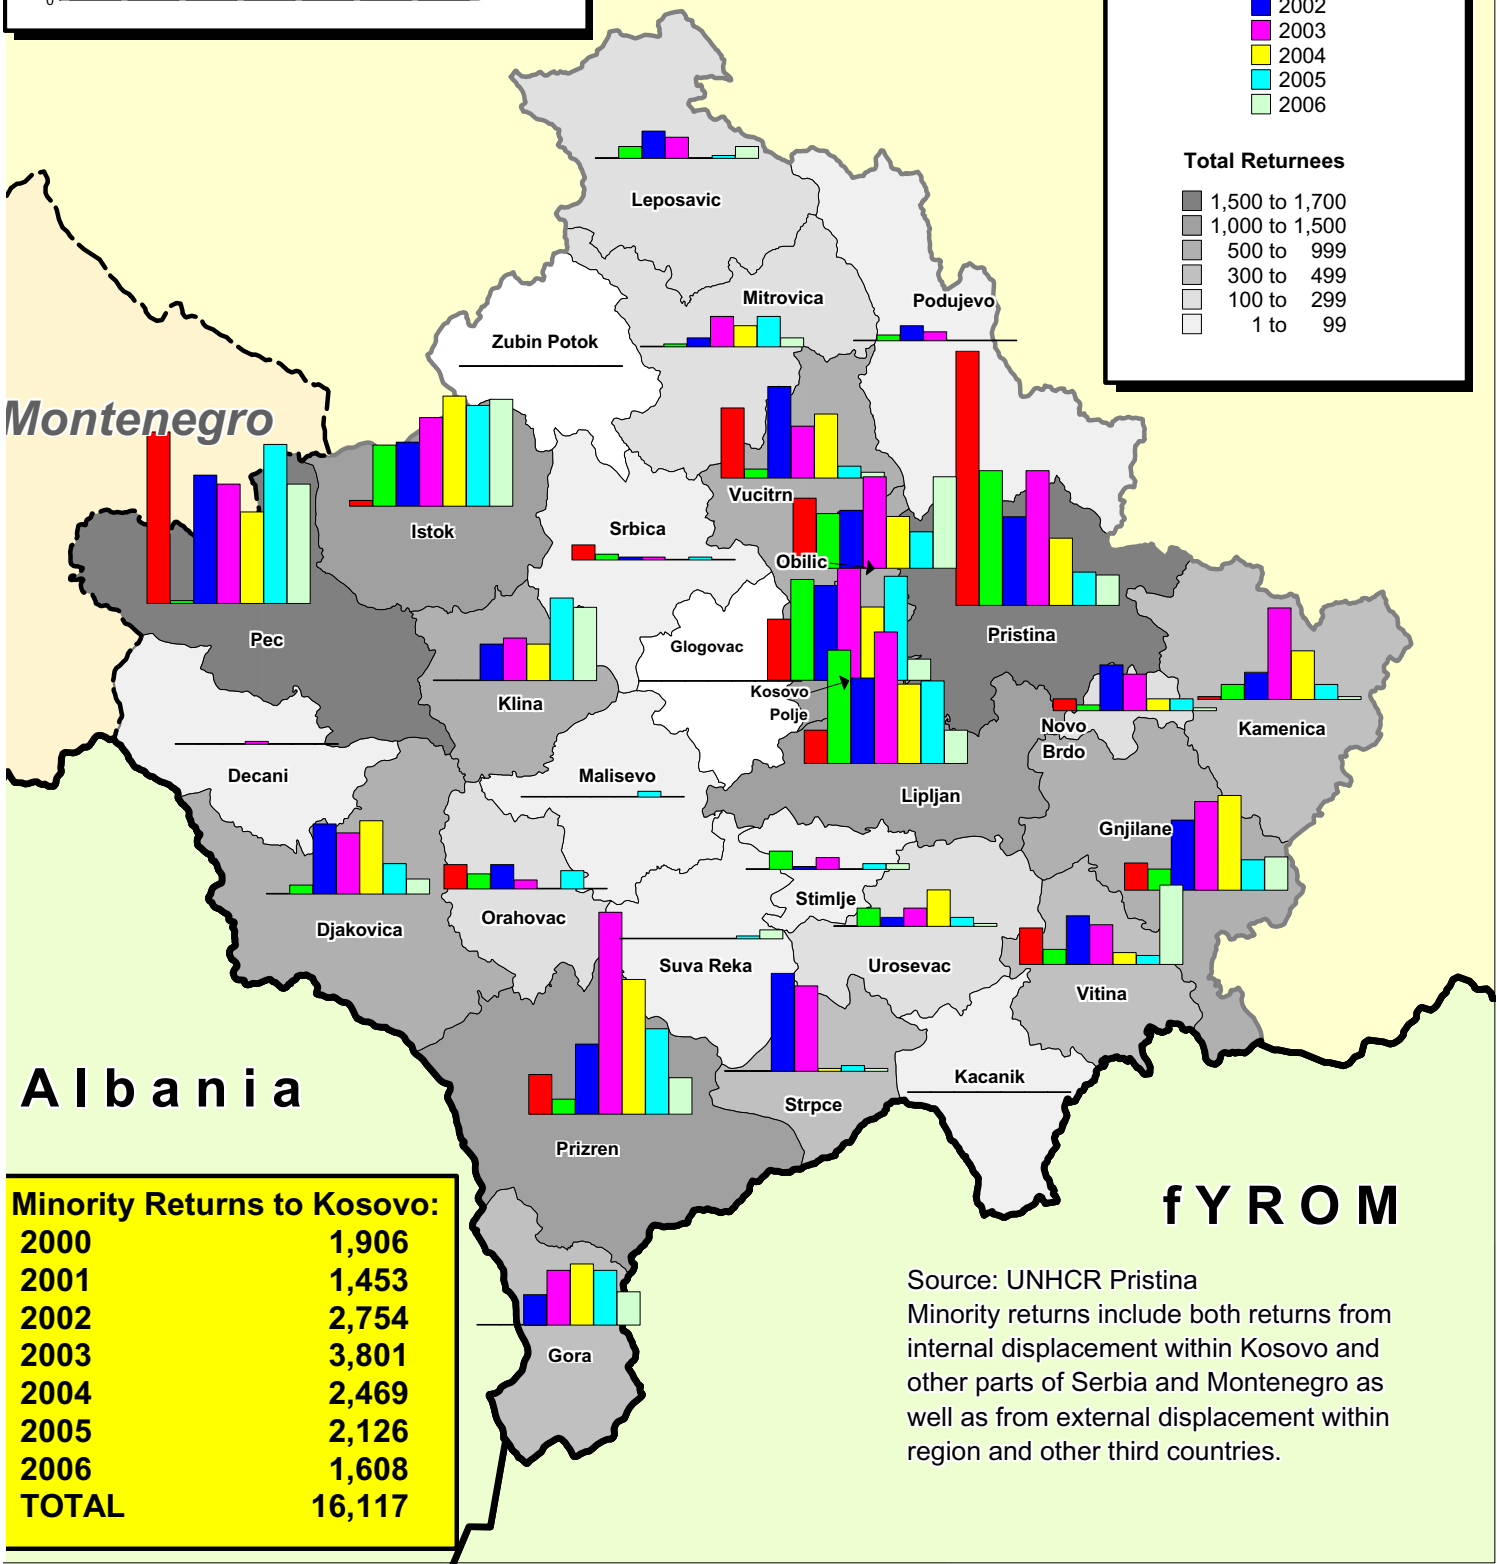 0
2002
2003
2004
2005
2006
Total Returnees
1,500 to 1,700
1,000 to 1,500
500 to 999
300 to 499
100 to 299
1 to 99
Leposavic
Mitrovica
Podujevo
Zubin Potok
Montenegro
Vucitrn
Istok
Srbica
Obilic
Pec
Pristina
Glogovac
Klina
Kosovo
Polje
Novo
Brdo
Kamenica
Decani
Malisevo
Lipljan
Gnjilane
Stimlje
Orahovac
Djakovica
Suva Reka
Urosevac
Vitina
Albania
Kacanik
Strpce
Prizren
fYROM
Minority Returns to Kosovo:
2000 1,906
2001 1,453
2002 2,754
2003 3,801
2004 2,469
2005 2,126
2006 1,608
TOTAL 16,117
Gora
Source: UNHCR Pristina
Minority returns include both returns from
internal displacement within Kosovo and
other parts of Serbia and Montenegro as
well as from external displacement within
region and other third countries.